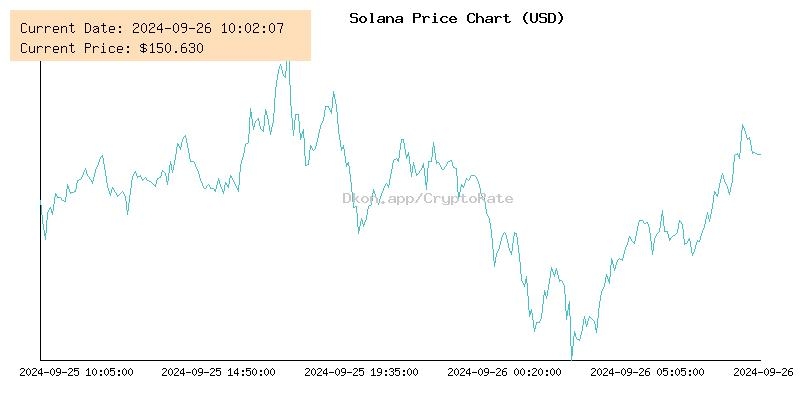 Solana Price Chart (USD)
Current Date: 2024-09-26 10:02:07
Current Price: $150.630
Dkon.app/CryptoRate
2024-09-25 10:05:00 2024-09-25 14:50:00 2024-09-25 19:35:00 2024-09-26 00:20:00 2024-09-26 05:05:00 2024-09-26